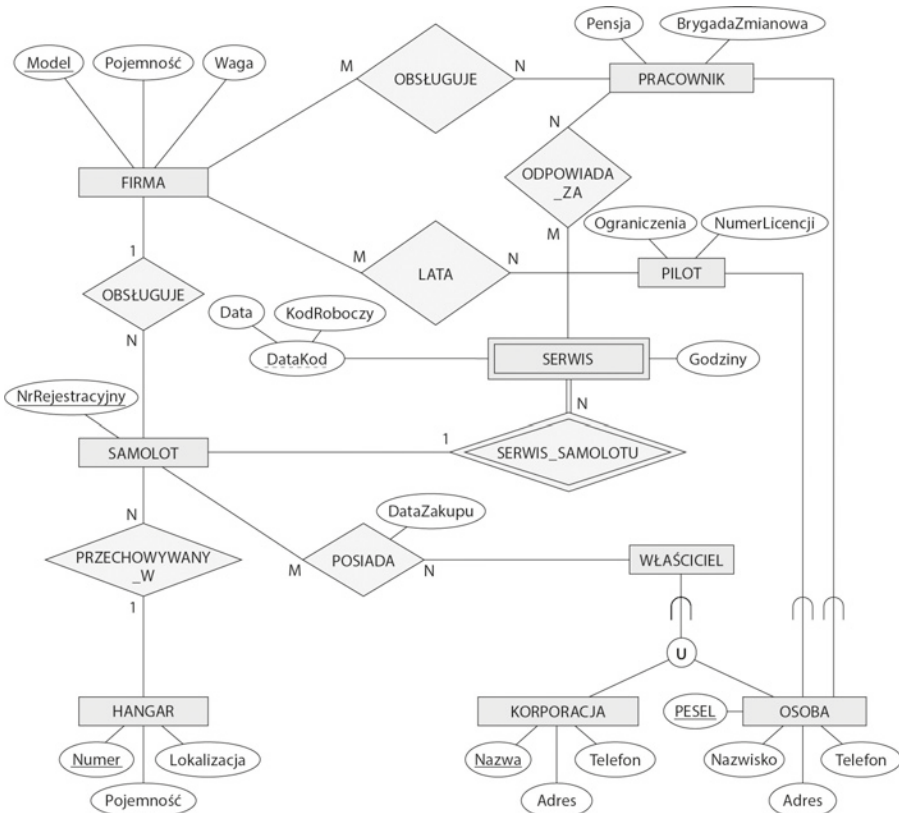 Pensja
BrygadaZmianowa
Model
Pojemność
Waga
M
OBSŁUGUJE
N
PRACOWNIK
N
FIRMA
ODPOWIADA
_ZA
M
Ograniczenia
NumerLicencji
1
M
LATA
N
PILOT
OBSŁUGUJE
Data
KodRoboczy
N
DataKod
SERWIS
Godziny
NrRejestracyjny
N
1
SAMOLOT
SERWIS_SAMOLOTU
DataZakupu
N
PRZECHOWYWANY
_W
M
POSIADA
N
WŁAŚCICIEL
1
U
HANGAR
KORPORACJA
PESEL
OSOBA
Numer
Lokalizacja
Nazwa
Telefon
Nazwisko
Telefon
Pojemność
Adres
Adres